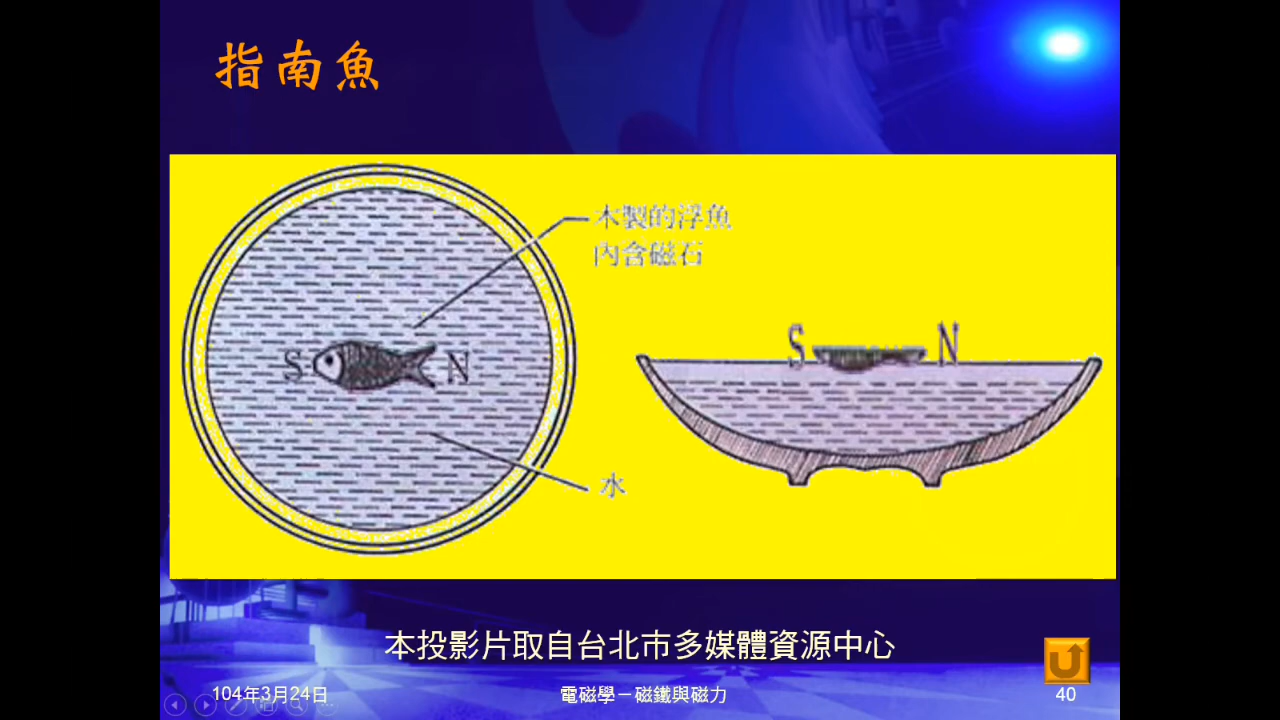 指南魚
木製的浮魚
內含磁石
S N
S N
水
本投影片取自台北市多媒體資源中心
104年3月24日
電磁學－磁鐵與磁力
40